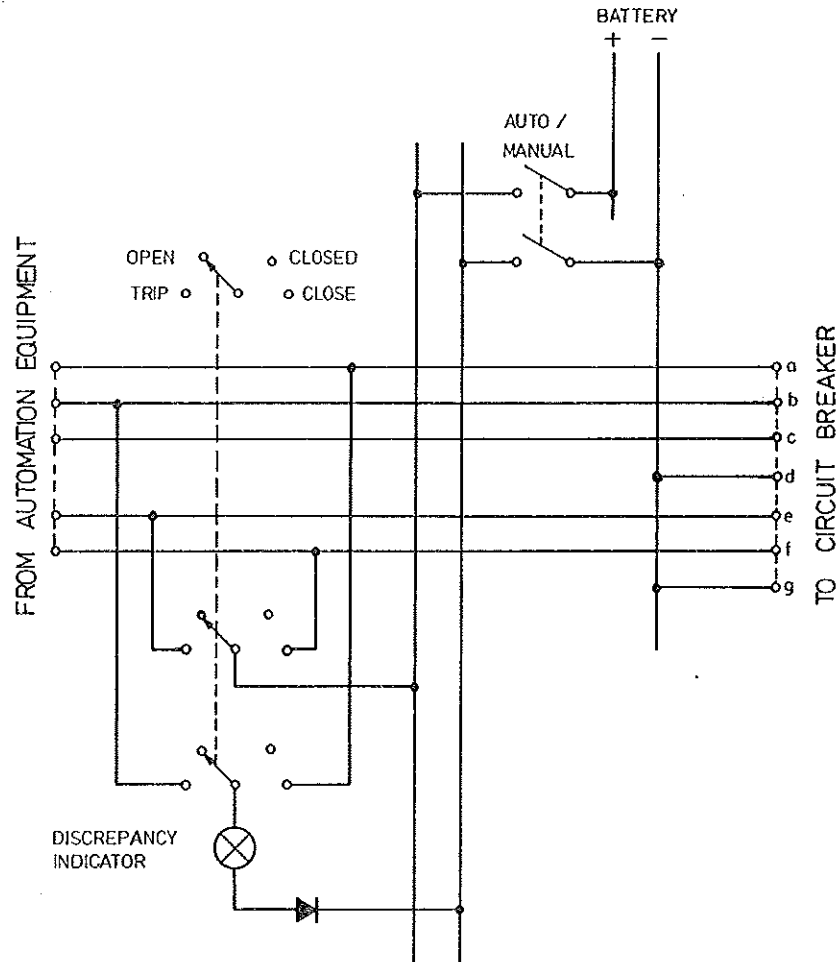 BATTERY
+ −
AUTO /
MANUAL
OPEN CLOSED
TRIP CLOSE
FROM AUTOMATION EQUIPMENT
a
b
c
d
e
f
g
TO CIRCUIT BREAKER
DISCREPANCY
INDICATOR